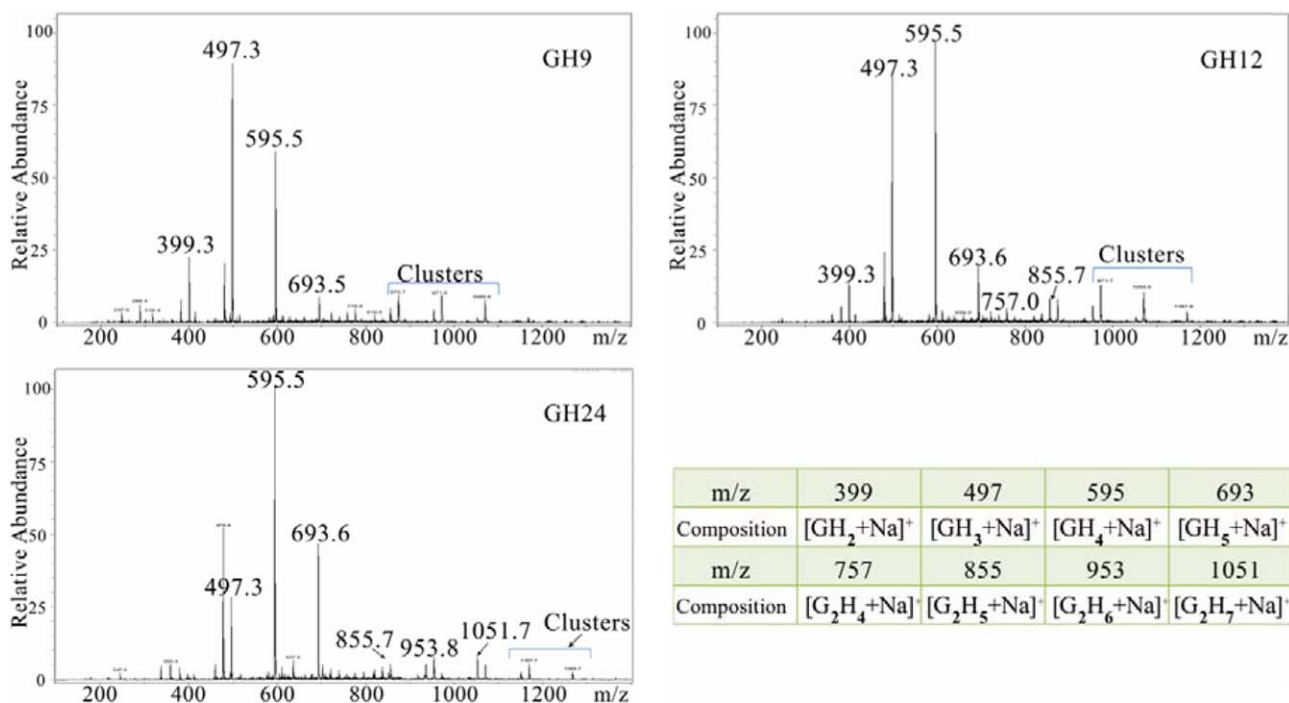 Relative Abundance
100
75
50
25
0
GH9
497.3
595.5
399.3
693.5
Clusters
200 400 600 800 1000 1200 m/z
Relative Abundance
100
75
50
25
0
GH12
595.5
497.3
399.3
693.6
757.0
855.7
Clusters
200 400 600 800 1000 1200 m/z
Relative Abundance
100
75
50
25
0
GH24
595.5
693.6
497.3
855.7
953.8
1051.7
Clusters
200 400 600 800 1000 1200 m/z
m/z 399 497 595 693
Composition [GH₂+Na]⁺ [GH₃+Na]⁺ [GH₄+Na]⁺ [GH₅+Na]⁺
m/z 757 855 953 1051
Composition [G₂H₄+Na]⁺ [G₂H₅+Na]⁺ [G₂H₆+Na]⁺ [G₂H₇+Na]⁺